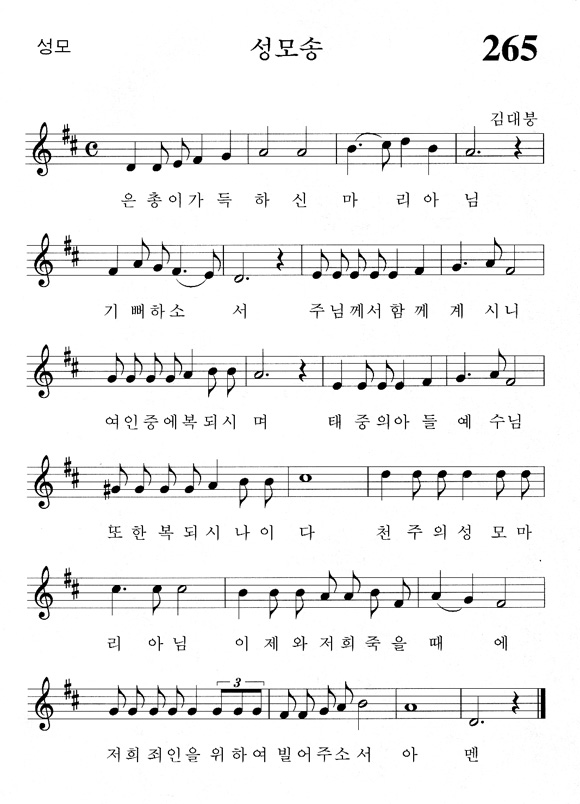 성모 성모송 265
김대붕
은총이가득하신마리아님
기뻐하소서 주님께서함께계시니
여인중에복되시며 태중의아들예수님
또한복되시나이다 천주의성모마
리아님 이제와저희죽을때에
3
저희죄인을위하여빌어주소서아멘